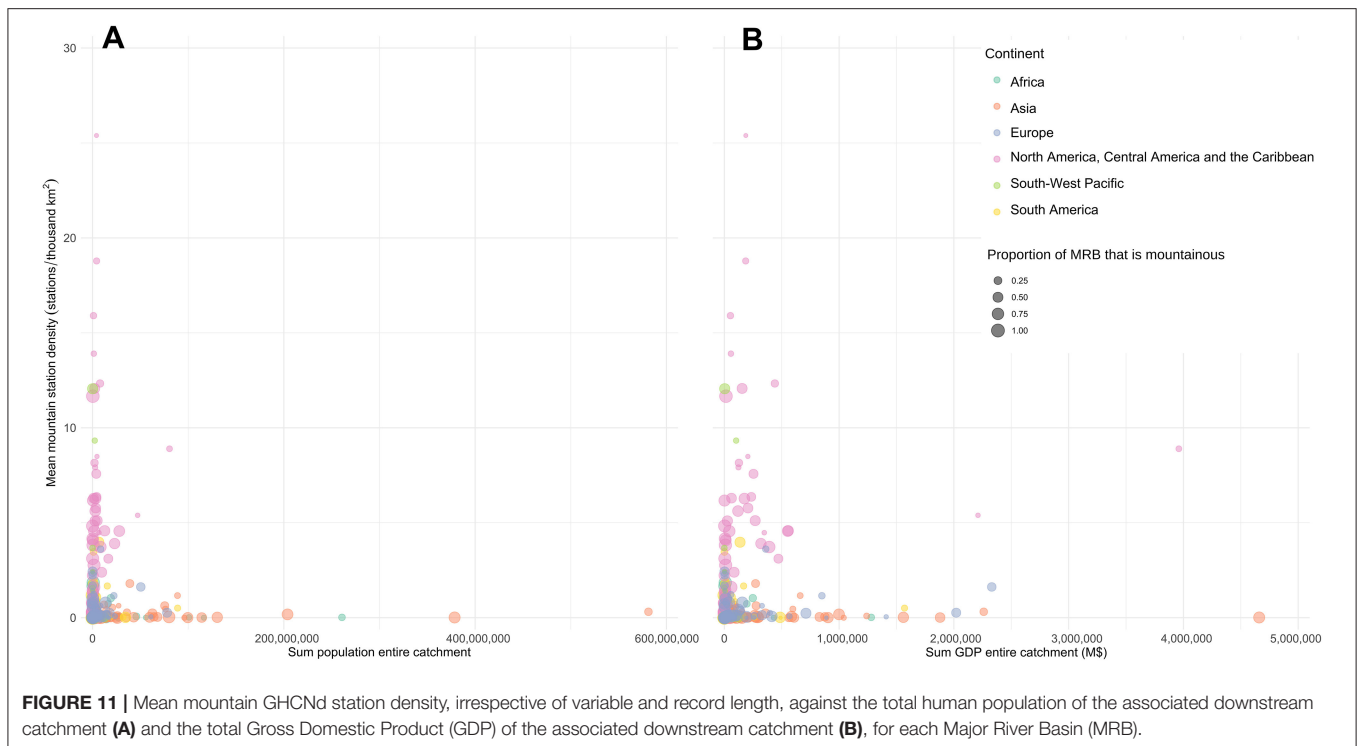 A
B
30
20
10
0
Mean mountain station density (stations/thousand km²)
0
200,000,000
400,000,000
600,000,000
Sum population entire catchment
0
1,000,000
2,000,000
3,000,000
4,000,000
5,000,000
Sum GDP entire catchment (M$)
Continent
Africa
Asia
Europe
North America, Central America and the Caribbean
South-West Pacific
South America
Proportion of MRB that is mountainous
0.25
0.50
0.75
1.00
FIGURE 11 | Mean mountain GHCNd station density, irrespective of variable and record length, against the total human population of the associated downstream
catchment (A) and the total Gross Domestic Product (GDP) of the associated downstream catchment (B), for each Major River Basin (MRB).